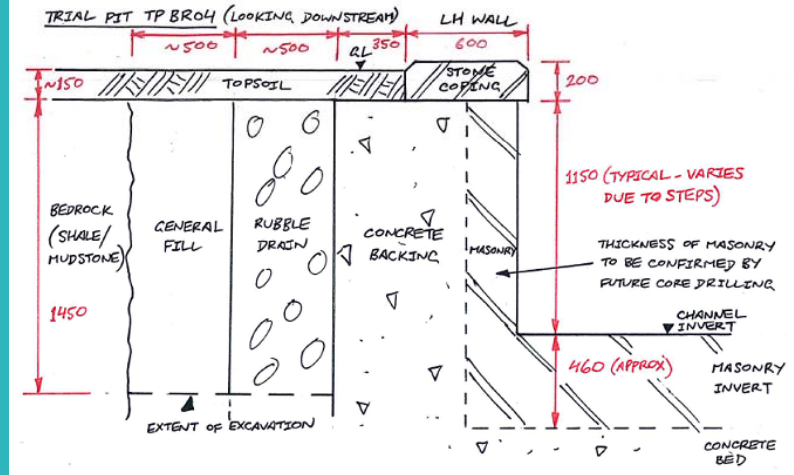 TRIAL PIT TP BR04 (LOOKING DOWNSTREAM)
LH WALL
~500
~500
GL
350
600
~150
TOPSOIL
STONE
COPING
200
BEDROCK
(SHALE/
MUDSTONE)
GENERAL
FILL
RUBBLE
DRAIN
CONCRETE
BACKING
MASONRY
1150 (TYPICAL - VARIES
DUE TO STEPS)
THICKNESS OF MASONRY
TO BE CONFIRMED BY
FUTURE CORE DRILLING
1450
CHANNEL
INVERT
460 (APPROX)
MASONRY
INVERT
EXTENT OF EXCAVATION
CONCRETE
BED